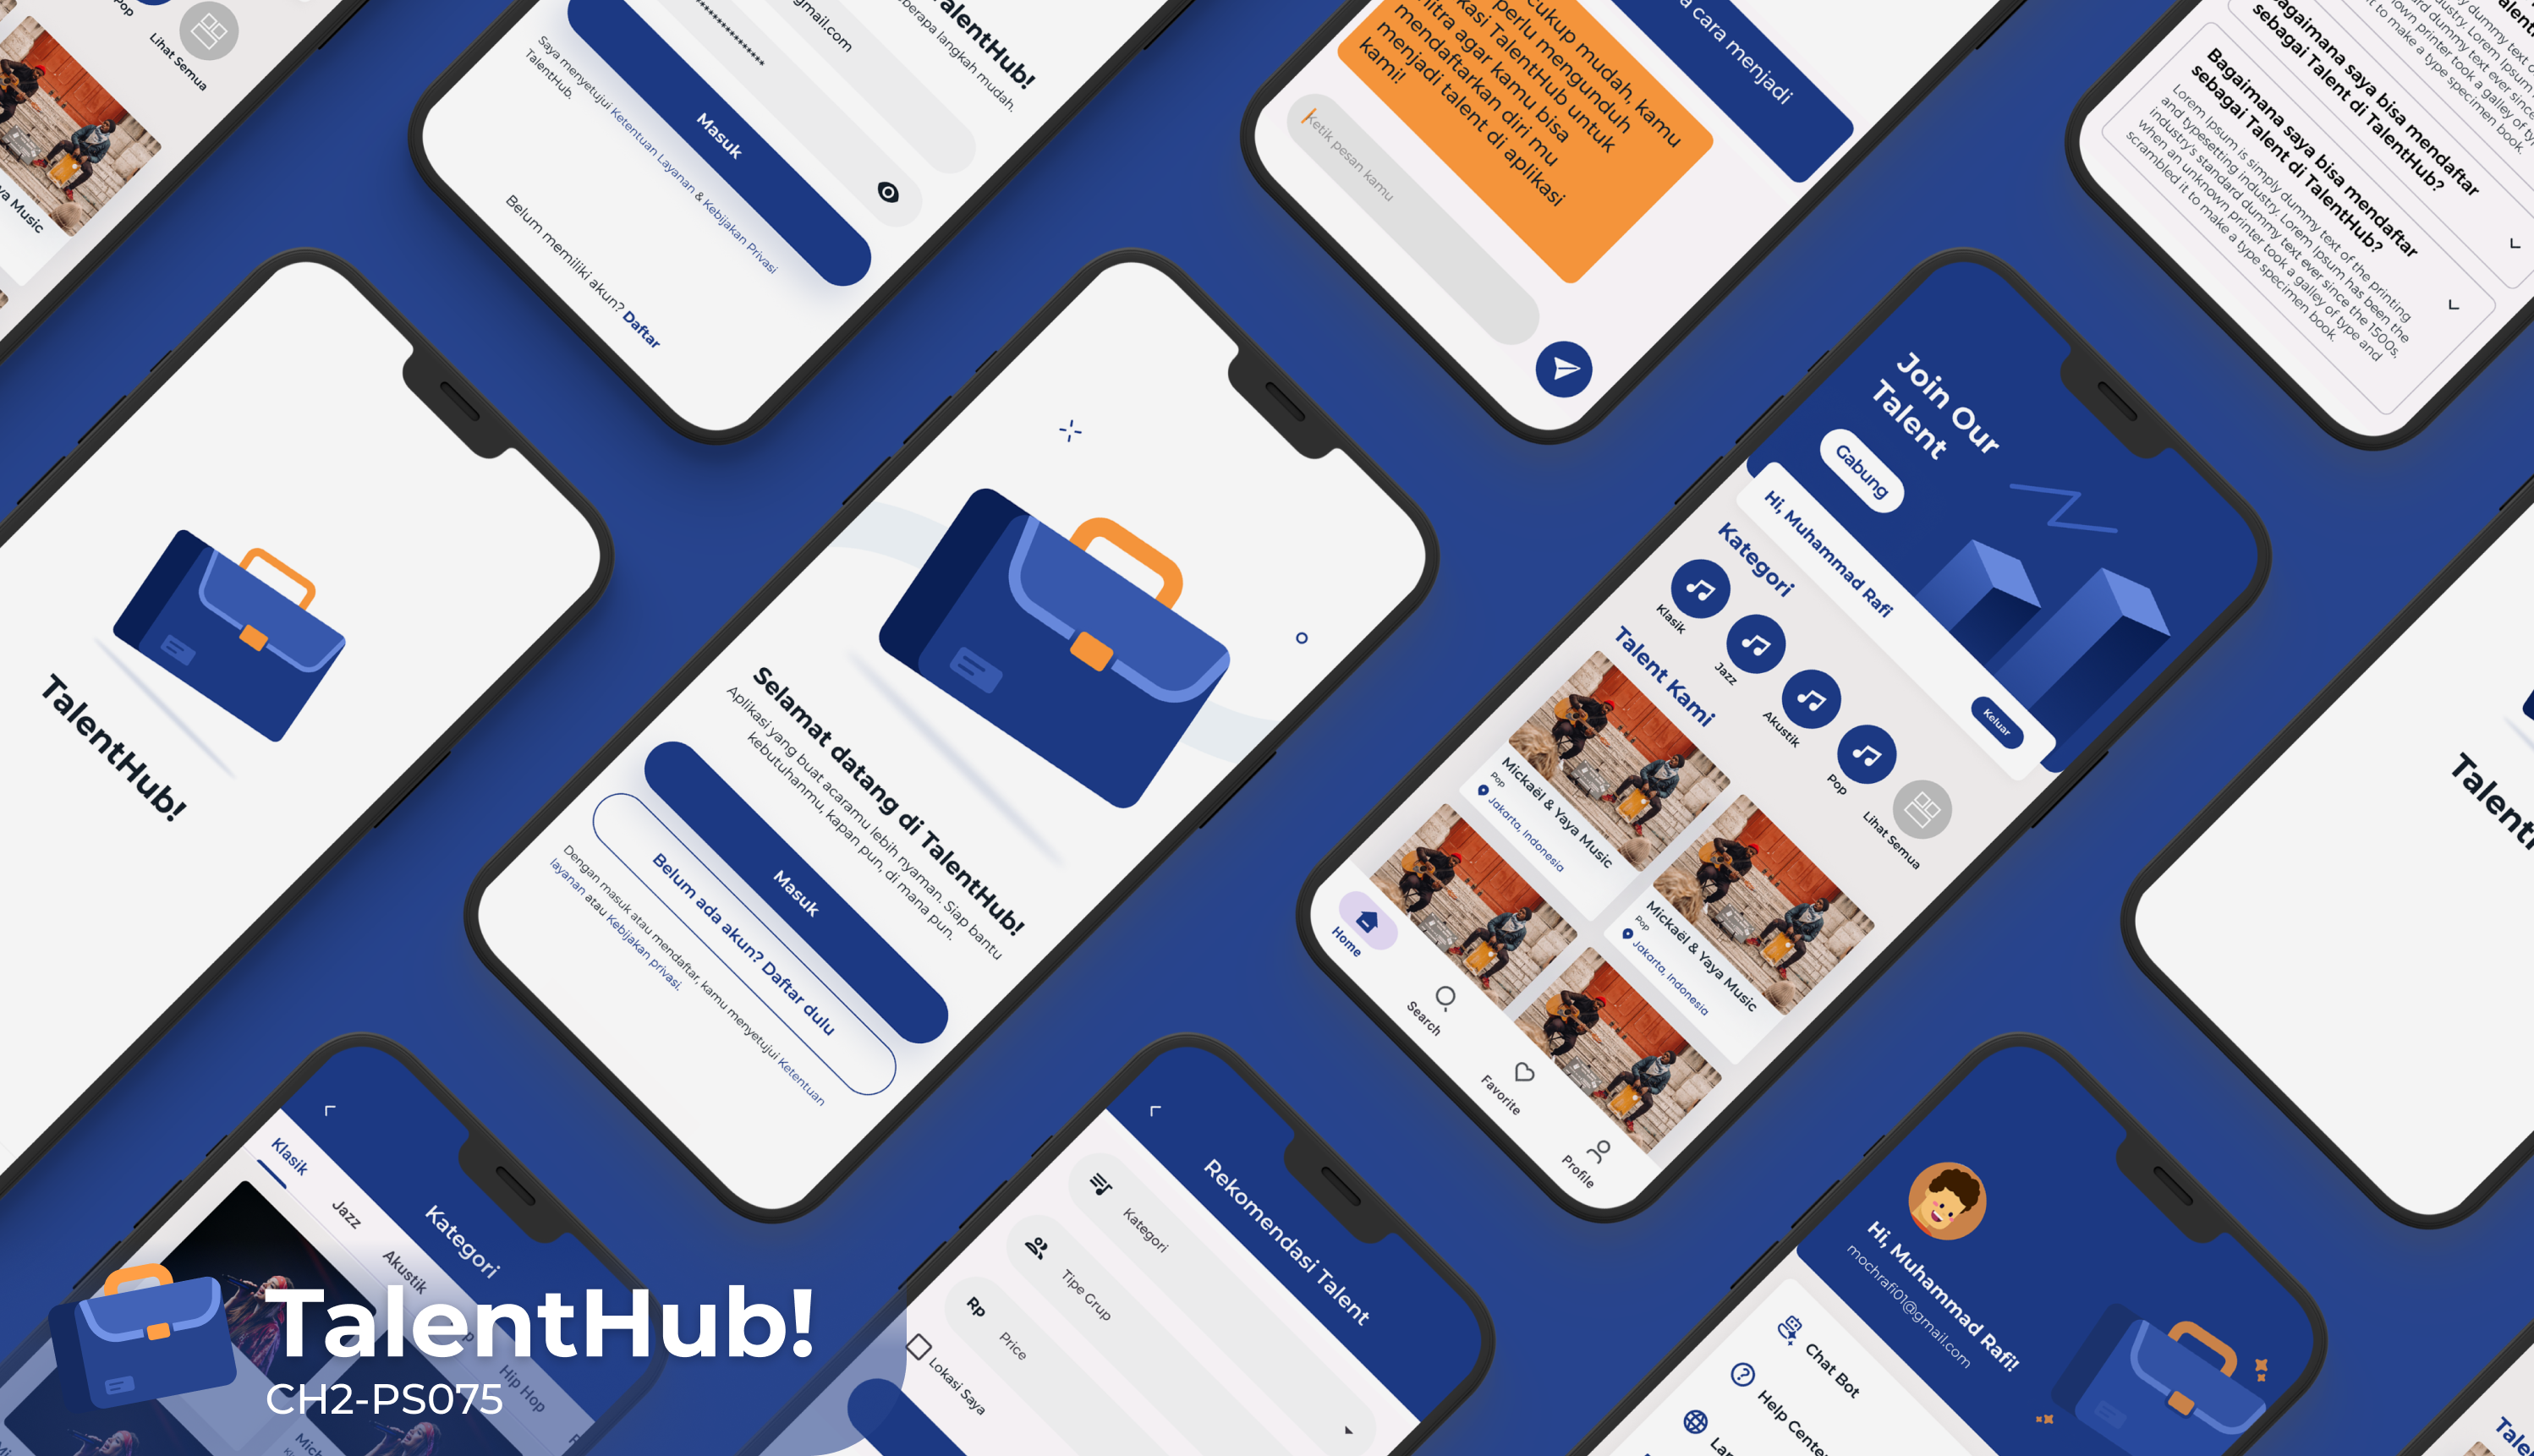 Pop
Lihat Semua
Yaya Music
TalentHub!
beberapa langkah mudah.
gmail.com
Masuk
Saya menyetujui Ketentuan Layanan & Kebijakan Privasi
TalentHub.
Belum memiliki akun? Daftar
cara menjadi
cukup mudah, kamu
perlu mengunduh
TalentHub untuk
mitra agar kamu bisa
mendaftarkan diri mu
menjadi talent di aplikasi
kami!
Ketik pesan kamu
Bagaimana saya bisa mendaftar
sebagai Talent di TalentHub?
Bagaimana saya bisa mendaftar
sebagai Talent di TalentHub?
Lorem Ipsum is simply dummy text of the printing
and typesetting industry. Lorem Ipsum has been the
industry's standard dummy text ever since the 1500s,
when an unknown printer took a galley of type and
scrambled it to make a type specimen book.
TalentHub!
Selamat datang di TalentHub!
Aplikasi yang buat acaramu lebih nyaman. Siap bantu
kebutuhanmu, kapan pun, di mana pun.
Masuk
Belum ada akun? Daftar dulu
Dengan masuk atau mendaftar, kamu menyetujui Ketentuan
layanan atau Kebijakan privasi.
Join Our
Talent
Gabung
Hi, Muhammad Rafi
Keluar
Kategori
Klasik
Jazz
Akustik
Pop
Lihat Semua
Talent Kami
Mickaël & Yaya Music
Pop
Jakarta, Indonesia
Mickaël & Yaya Music
Pop
Jakarta, Indonesia
Home
Search
Favorite
Profile
Kategori
Klasik
Jazz
Akustik
Hip Hop
Rekomendasi Talent
Kategori
Tipe Grup
Rp
Price
Lokasi Saya
Hi, Muhammad Rafi!
mochrafi01@gmail.com
Chat Bot
Help Center
TalentHub!
CH2-PS075